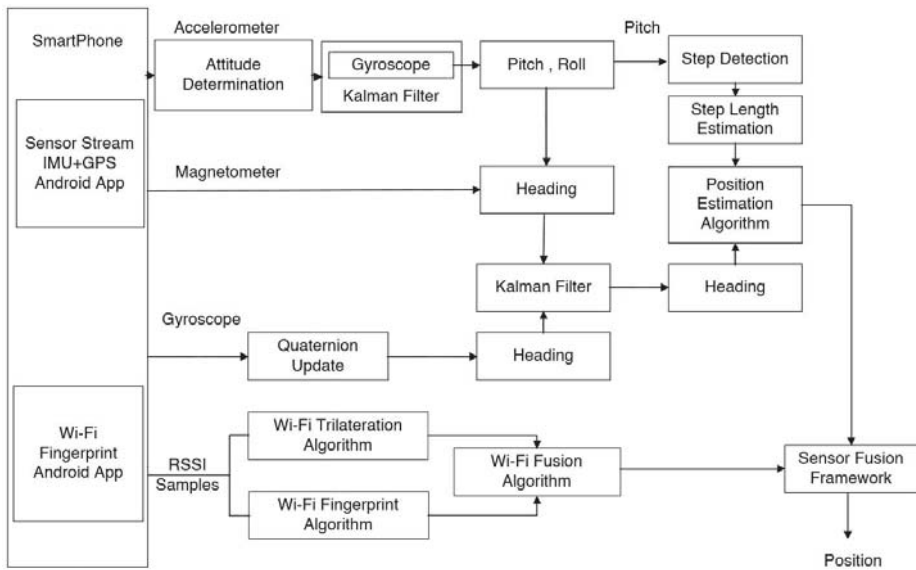 SmartPhone
Sensor Stream
IMU+GPS
Android App
Wi-Fi
Fingerprint
Android App
Accelerometer
Attitude
Determination
Gyroscope
Kalman Filter
Pitch , Roll
Pitch
Step Detection
Step Length
Estimation
Position
Estimation
Algorithm
Magnetometer
Heading
Kalman Filter
Heading
Gyroscope
Quaternion
Update
Heading
RSSI
Samples
Wi-Fi Trilateration
Algorithm
Wi-Fi Fingerprint
Algorithm
Wi-Fi Fusion
Algorithm
Sensor Fusion
Framework
Position